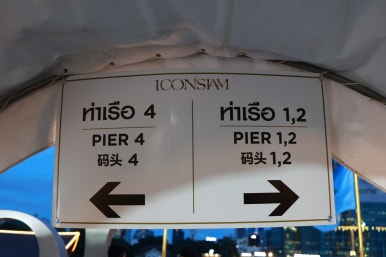 ICONSIAM
ท่าเรือ 4
PIER 4
码头 4
ท่าเรือ 1,2
PIER 1,2
码头 1,2